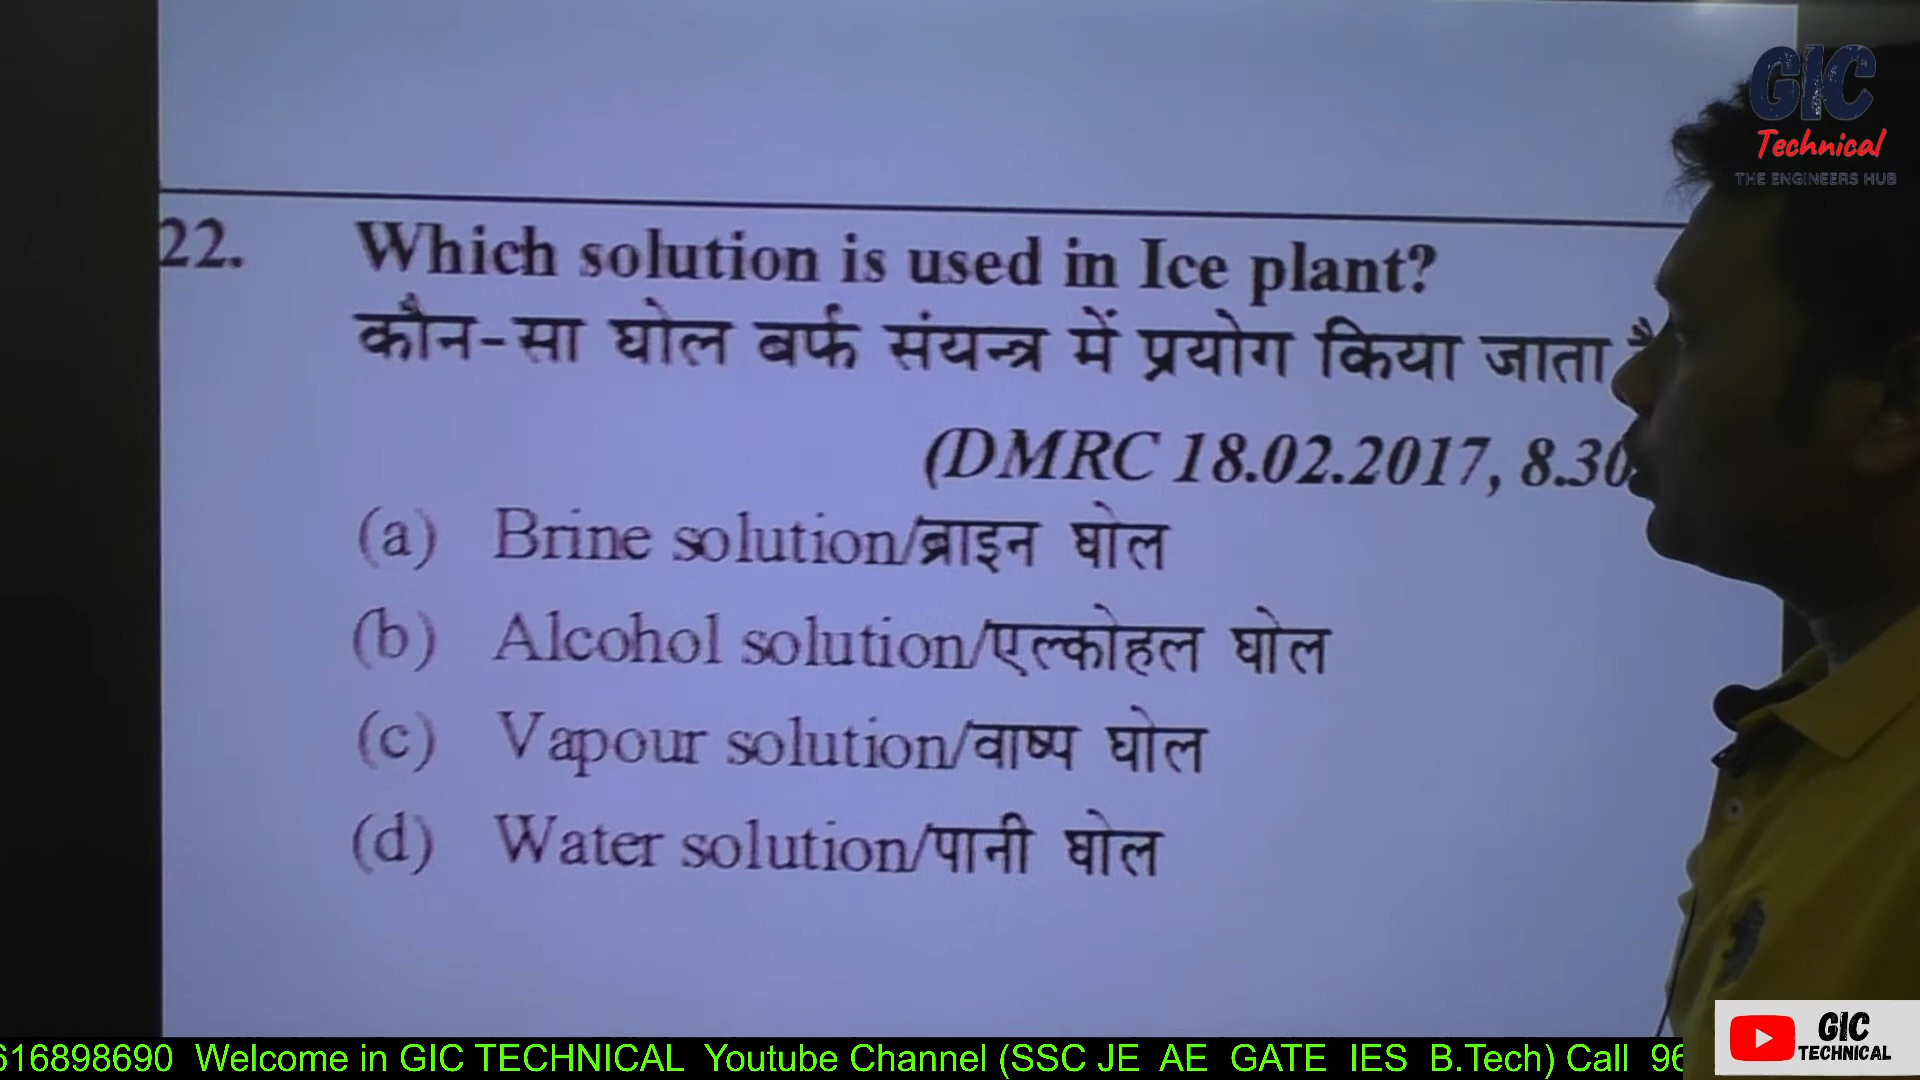 GIC
Technical
THE ENGINEERS HUB
22. Which solution is used in Ice plant?
कौन-सा घोल बर्फ संयन्त्र में प्रयोग किया जाता
(DMRC 18.02.2017, 8.30
(a) Brine solution/ब्राइन घोल
(b) Alcohol solution/एल्कोहल घोल
(c) Vapour solution/वाष्प घोल
(d) Water solution/पानी घोल
616898690 Welcome in GIC TECHNICAL Youtube Channel (SSC JE AE GATE IES B.Tech) Call 96
GIC
TECHNICAL